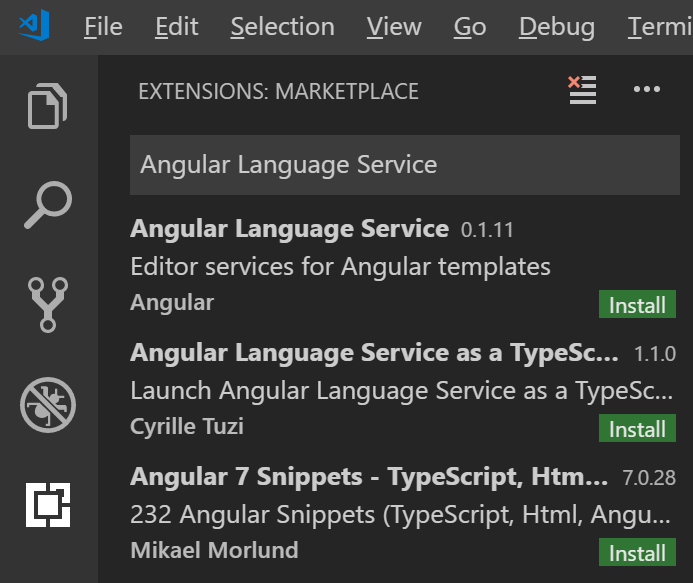 File Edit Selection View Go Debug Termi
EXTENSIONS: MARKETPLACE
Angular Language Service
Angular Language Service 0.1.11
Editor services for Angular templates
Angular Install
Angular Language Service as a TypeSc... 1.1.0
Launch Angular Language Service as a TypeSc...
Cyrille Tuzi Install
Angular 7 Snippets - TypeScript, Htm... 7.0.28
232 Angular Snippets (TypeScript, Html, Angu...
Mikael Morlund Install